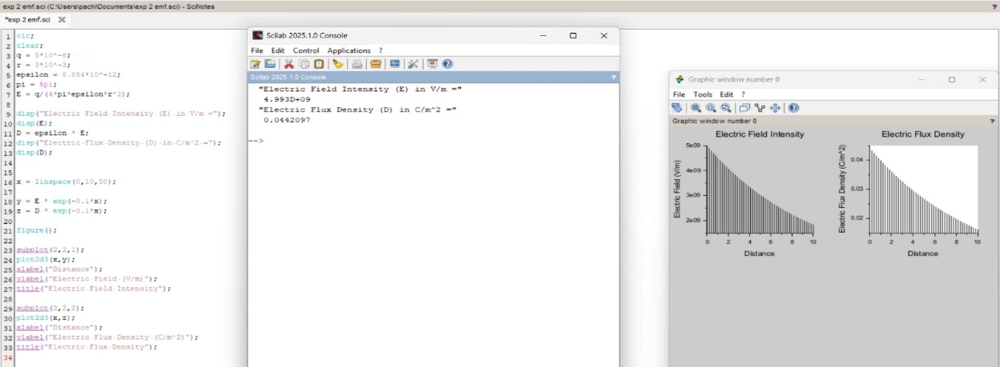 exp 2 emf.sci (C:\Users\pachi\Documents\exp 2 emf.sci) - SciNotes
?
*exp 2 emf.sci
1 clc;
2 clear;
3 q = 5*10^-6;
4 r = 3*10^-3;
5 epsilon = 8.854*10^-12;
6 pi = %pi;
7 E = q/(4*pi*epsilon*r^2);
8
9 disp("Electric Field Intensity (E) in V/m =");
10 disp(E);
11 D = epsilon * E;
12 disp("Electric Flux Density (D) in C/m^2 =");
13 disp(D);
14
15
16 x = linspace(0,10,50);
17
18 y = E * exp(-0.1*x);
19 z = D * exp(-0.1*x);
20
21 figure();
22
23 subplot(2,2,1);
24 plot2d3(x,y);
25 xlabel("Distance");
26 ylabel("Electric Field (V/m)");
27 title("Electric Field Intensity");
28
29 subplot(2,2,2);
30 plot2d3(x,z);
31 xlabel("Distance");
32 ylabel("Electric Flux Density (C/m^2)");
33 title("Electric Flux Density");
34
Scilab 2025.1.0 Console
File Edit Control Applications ?
Scilab 2025.1.0 Console ?
"Electric Field Intensity (E) in V/m ="
4.993D+09
"Electric Flux Density (D) in C/m^2 ="
0.0442097
-->
Graphic window number 0
File Tools Edit ?
Graphic window number 0 ?
Electric Field Intensity
Electric Field (V/m)
5e09
4e09
3e09
2e09
0 2 4 6 8 10
Distance
Electric Flux Density
Electric Flux Density (C/m^2)
0.04
0.03
0.02
0 2 4 6 8 10
Distance